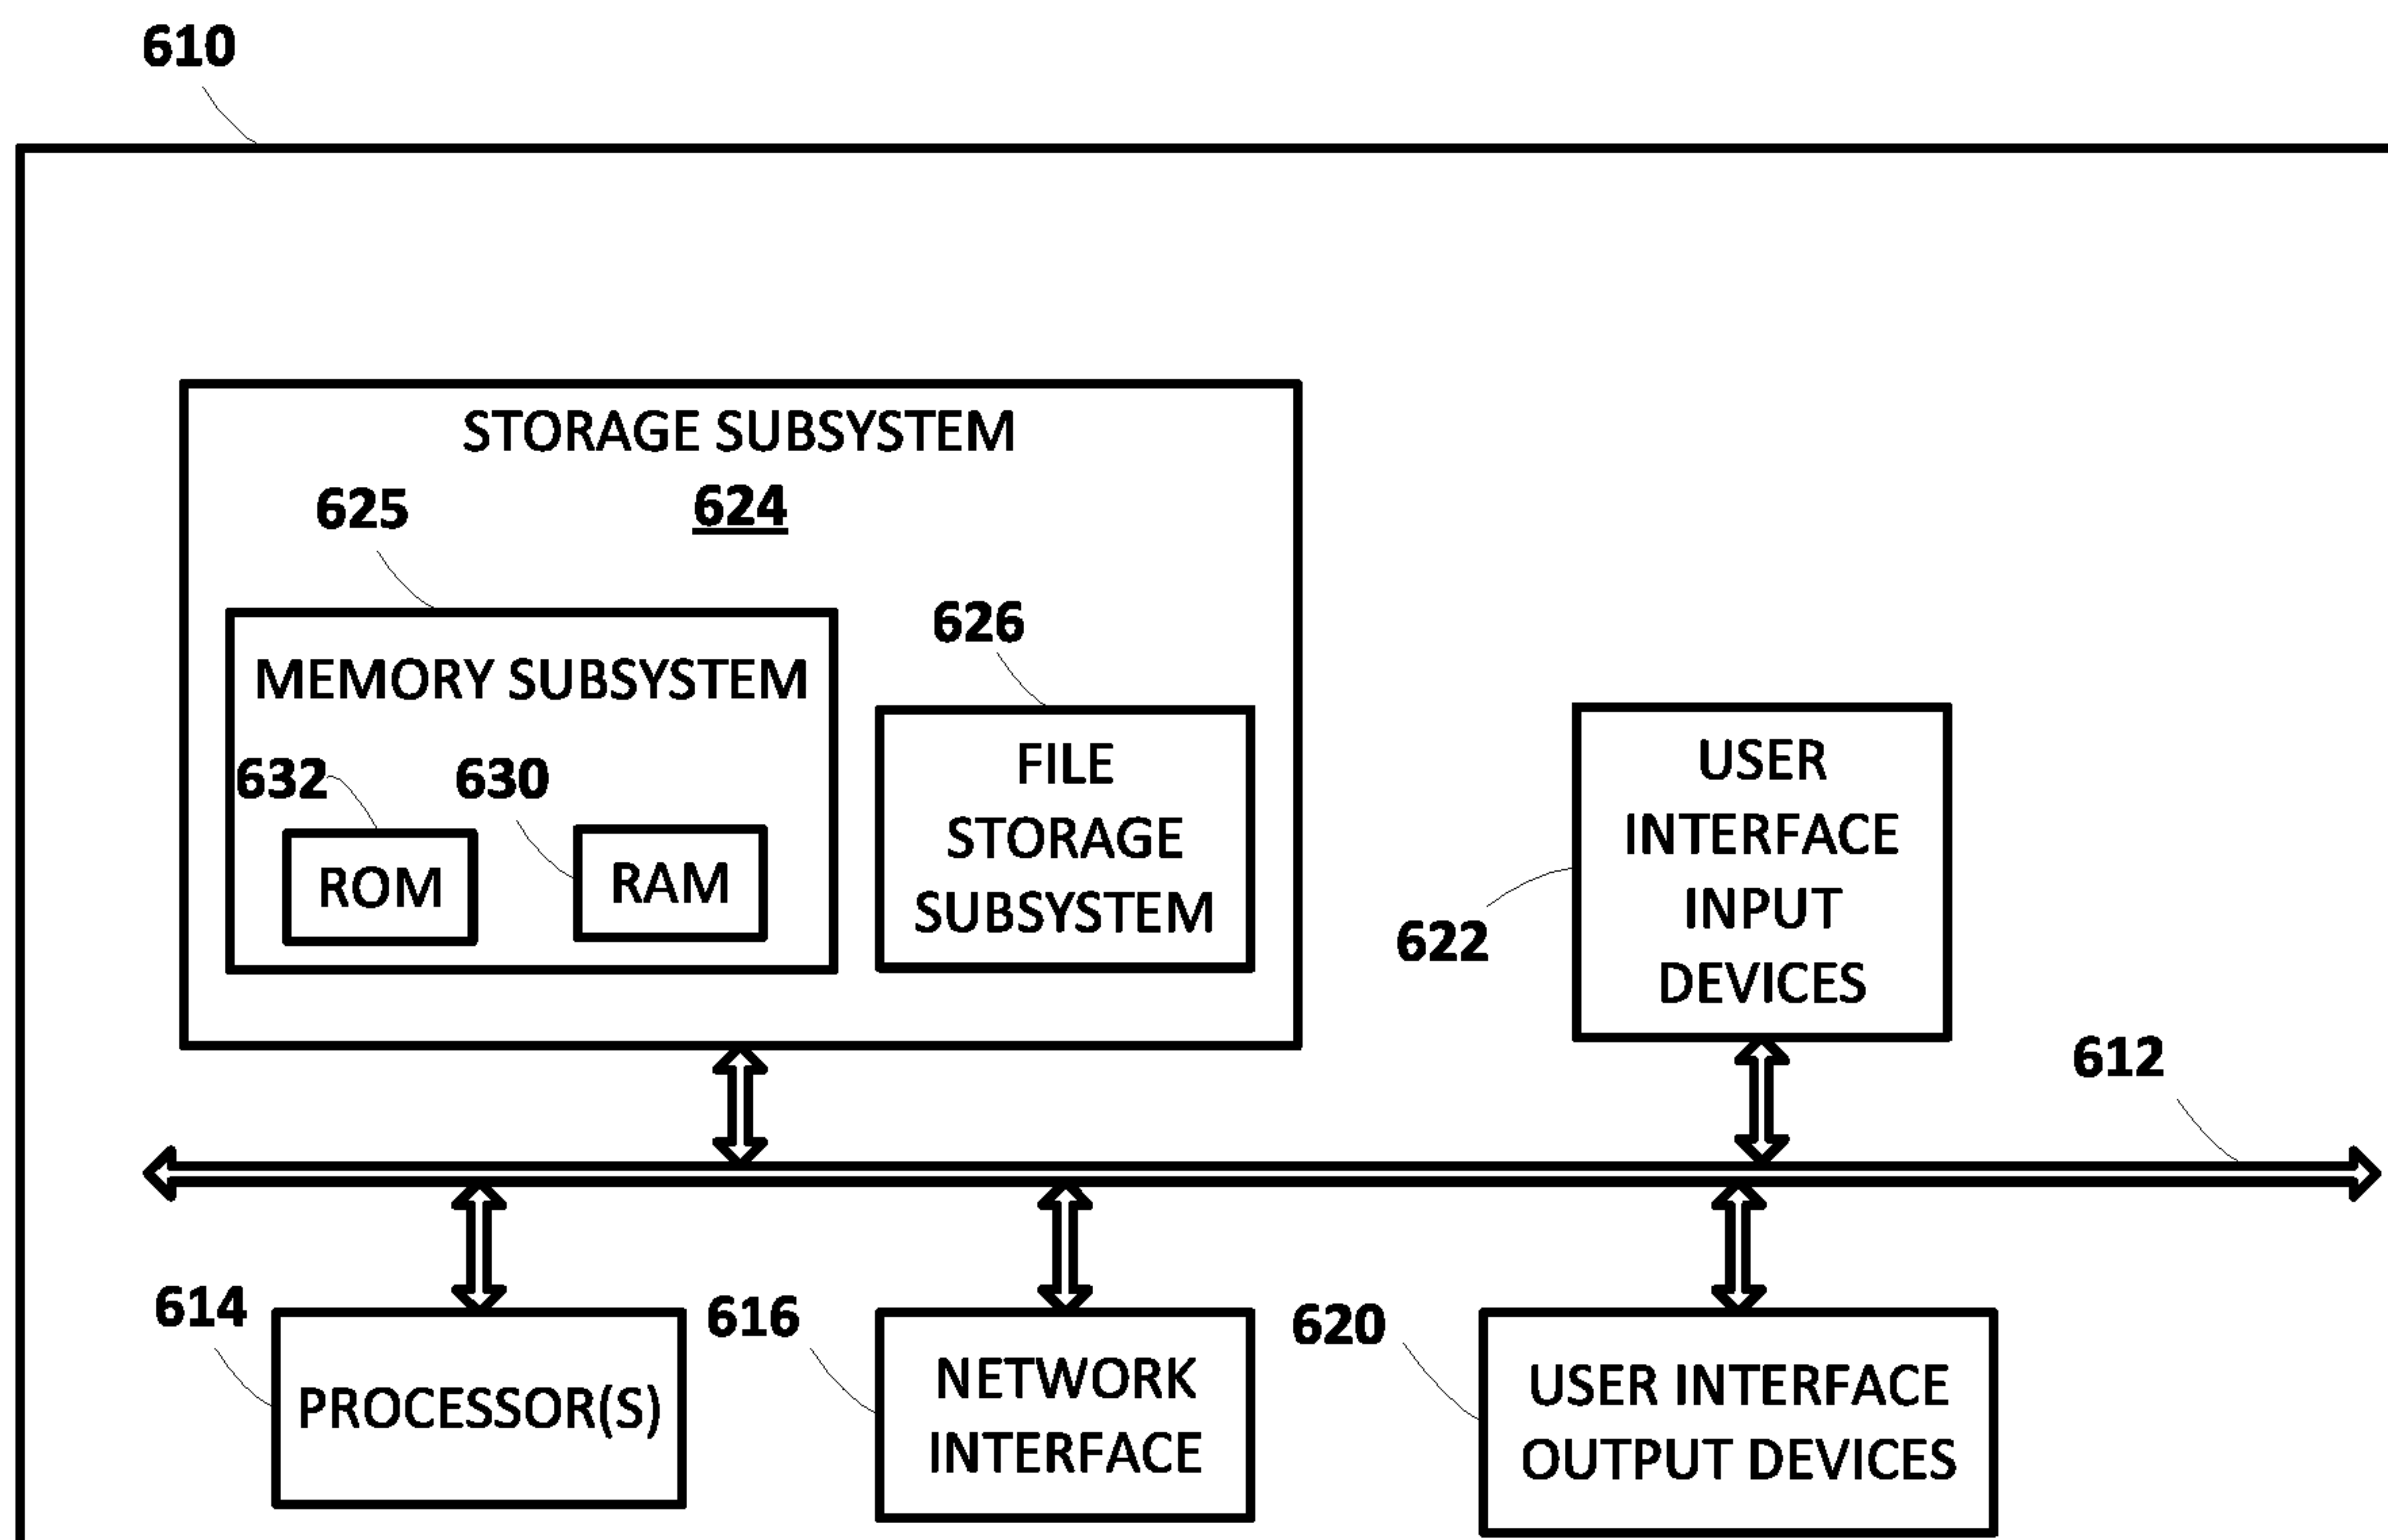 610
STORAGE SUBSYSTEM
624
625
MEMORY SUBSYSTEM
632
630
ROM
RAM
626
FILE
STORAGE
SUBSYSTEM
622
USER
INTERFACE
INPUT
DEVICES
612
614
PROCESSOR(S)
616
NETWORK
INTERFACE
620
USER INTERFACE
OUTPUT DEVICES